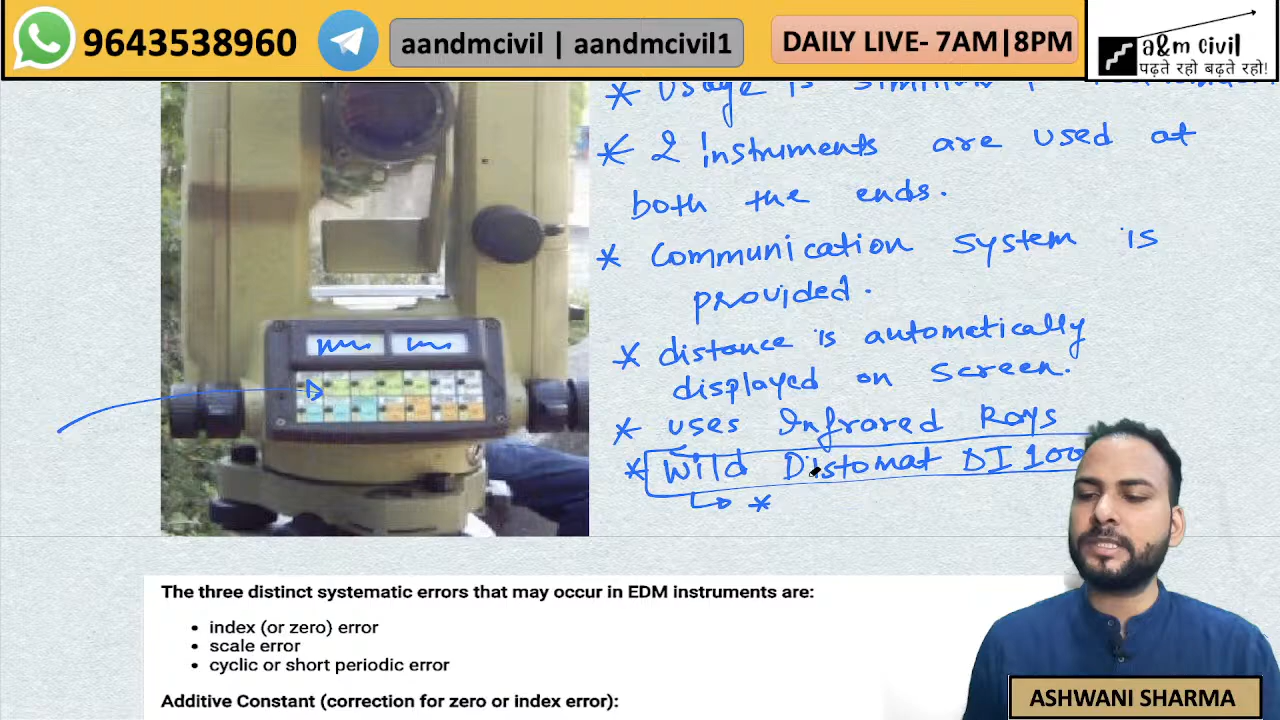 9643538960
aandmcivil | aandmcivil1
DAILY LIVE- 7AM|8PM
a&m civil
पढ़ते रहो बढ़ते रहो!
* Usage is
* 2 Instruments are used at
both the ends.
* Communication system is
provided.
* distance is automatically
displayed on screen.
* uses Infrared Rays
* Wild Distomat DI 100
*
The three distinct systematic errors that may occur in EDM instruments are:
• index (or zero) error
• scale error
• cyclic or short periodic error
Additive Constant (correction for zero or index error):
ASHWANI SHARMA